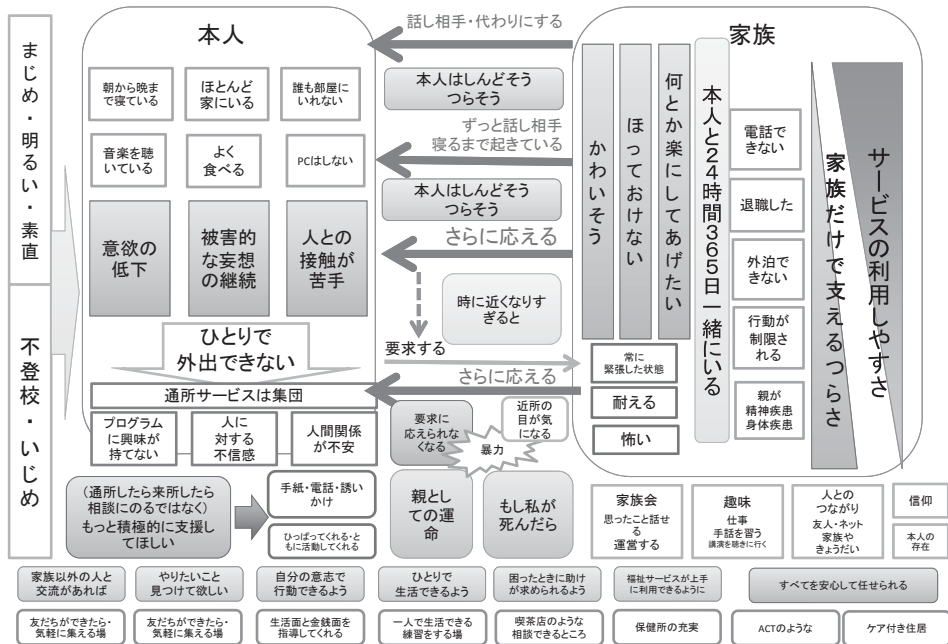 まじめ・明るい・素直
不登校・いじめ
本人
朝から晩ま
で寝ている
ほとんど
家にいる
誰も部屋に
いれない
音楽を聴
いている
よく
食べる
PCはしない
意欲の
低下
被害的
な妄想
の継続
人との
接触が
苦手
ひとりで
外出できない
通所サービスは集団
プログラム
に興味が
持てない
人に
対する
不信感
人間関係
が不安
話し相手・代わりにする
本人はしんどそう
つらそう
ずっと話し相手
寝るまで起きている
本人はしんどそう
つらそう
さらに応える
時に近くなりす
ぎると
要求する
さらに応える
要求に
応えられな
くなる
近所の
目が気
になる
暴力
家族
かわいそう
ほっておけない
何とか楽にしてあげたい
本人と24時間365日一緒にいる
常に
緊張した状態
耐える
怖い
電話で
きない
退職した
外泊で
きない
行動が
制限さ
れる
親が
精神疾患
身体疾患
家族だけで支えるつらさ
サービスの利用しやすさ
(通所したら来所したら
相談にのるではなく)
もっと積極的に支援
してほしい
手紙・電話・誘い
かけ
ひっぱってくれる・と
もに活動してくれる
親とし
ての運
命
もし私が
死んだら
家族会
思ったこと話せ
る
運営する
趣味
仕事
手話を習う
講演を聴きに行く
人との
つながり
友人・ネット
家族や
きょうだい
信仰
本人の
存在
家族以外の人と
交流があれば
やりたいこと
見つけて欲しい
自分の意志で
行動できるよう
ひとりで
生活できるよう
困ったときに助け
が求められるよう
福祉サービスが上手
に利用できるように
すべてを安心して任せられる
友だちができたら・
気軽に集える場
友だちができたら・
気軽に集える場
生活面と金銭面を
指導してくれる
一人で生活できる
練習をする場
喫茶店のような
相談できるところ
保健所の充実
ACTのような
ケア付き住居